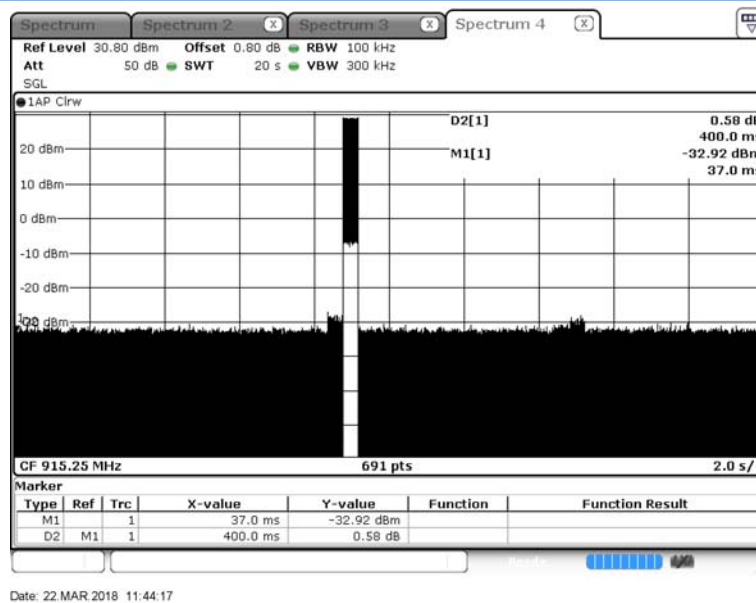 Spectrum Spectrum 2 X Spectrum 3 X Spectrum 4 X
Ref Level 30.80 dBm Offset 0.80 dB RBW 100 kHz
Att 50 dB SWT 20 s VBW 300 kHz
SGL
1AP Clrw
D2[1] 0.58 dB
400.0 ms
20 dBm
M1[1] -32.92 dBm
37.0 ms
10 dBm
0 dBm
-10 dBm
-20 dBm
dBm
CF 915.25 MHz 691 pts 2.0 s/
Marker
Type Ref Trc X-value Y-value Function Function Result
M1 1 37.0 ms -32.92 dBm
D2 M1 1 400.0 ms 0.58 dB
Date: 22.MAR.2018 11:44:17